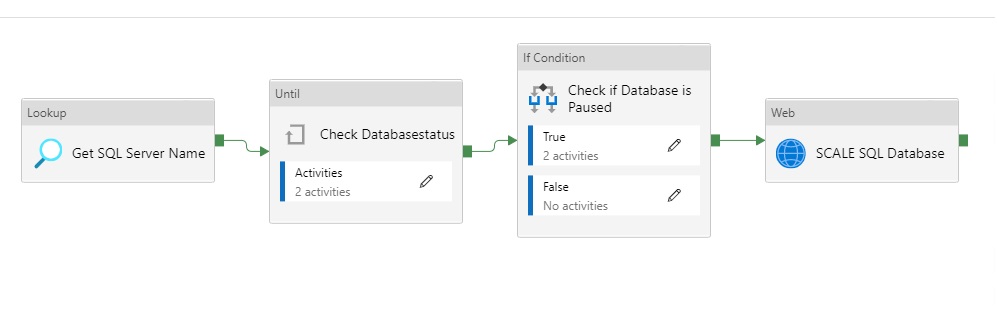 Lookup
Get SQL Server Name
Until
Check Databasestatus
Activities
2 activities
If Condition
Check if Database is
Paused
True
2 activities
False
No activities
Web
SCALE SQL Database